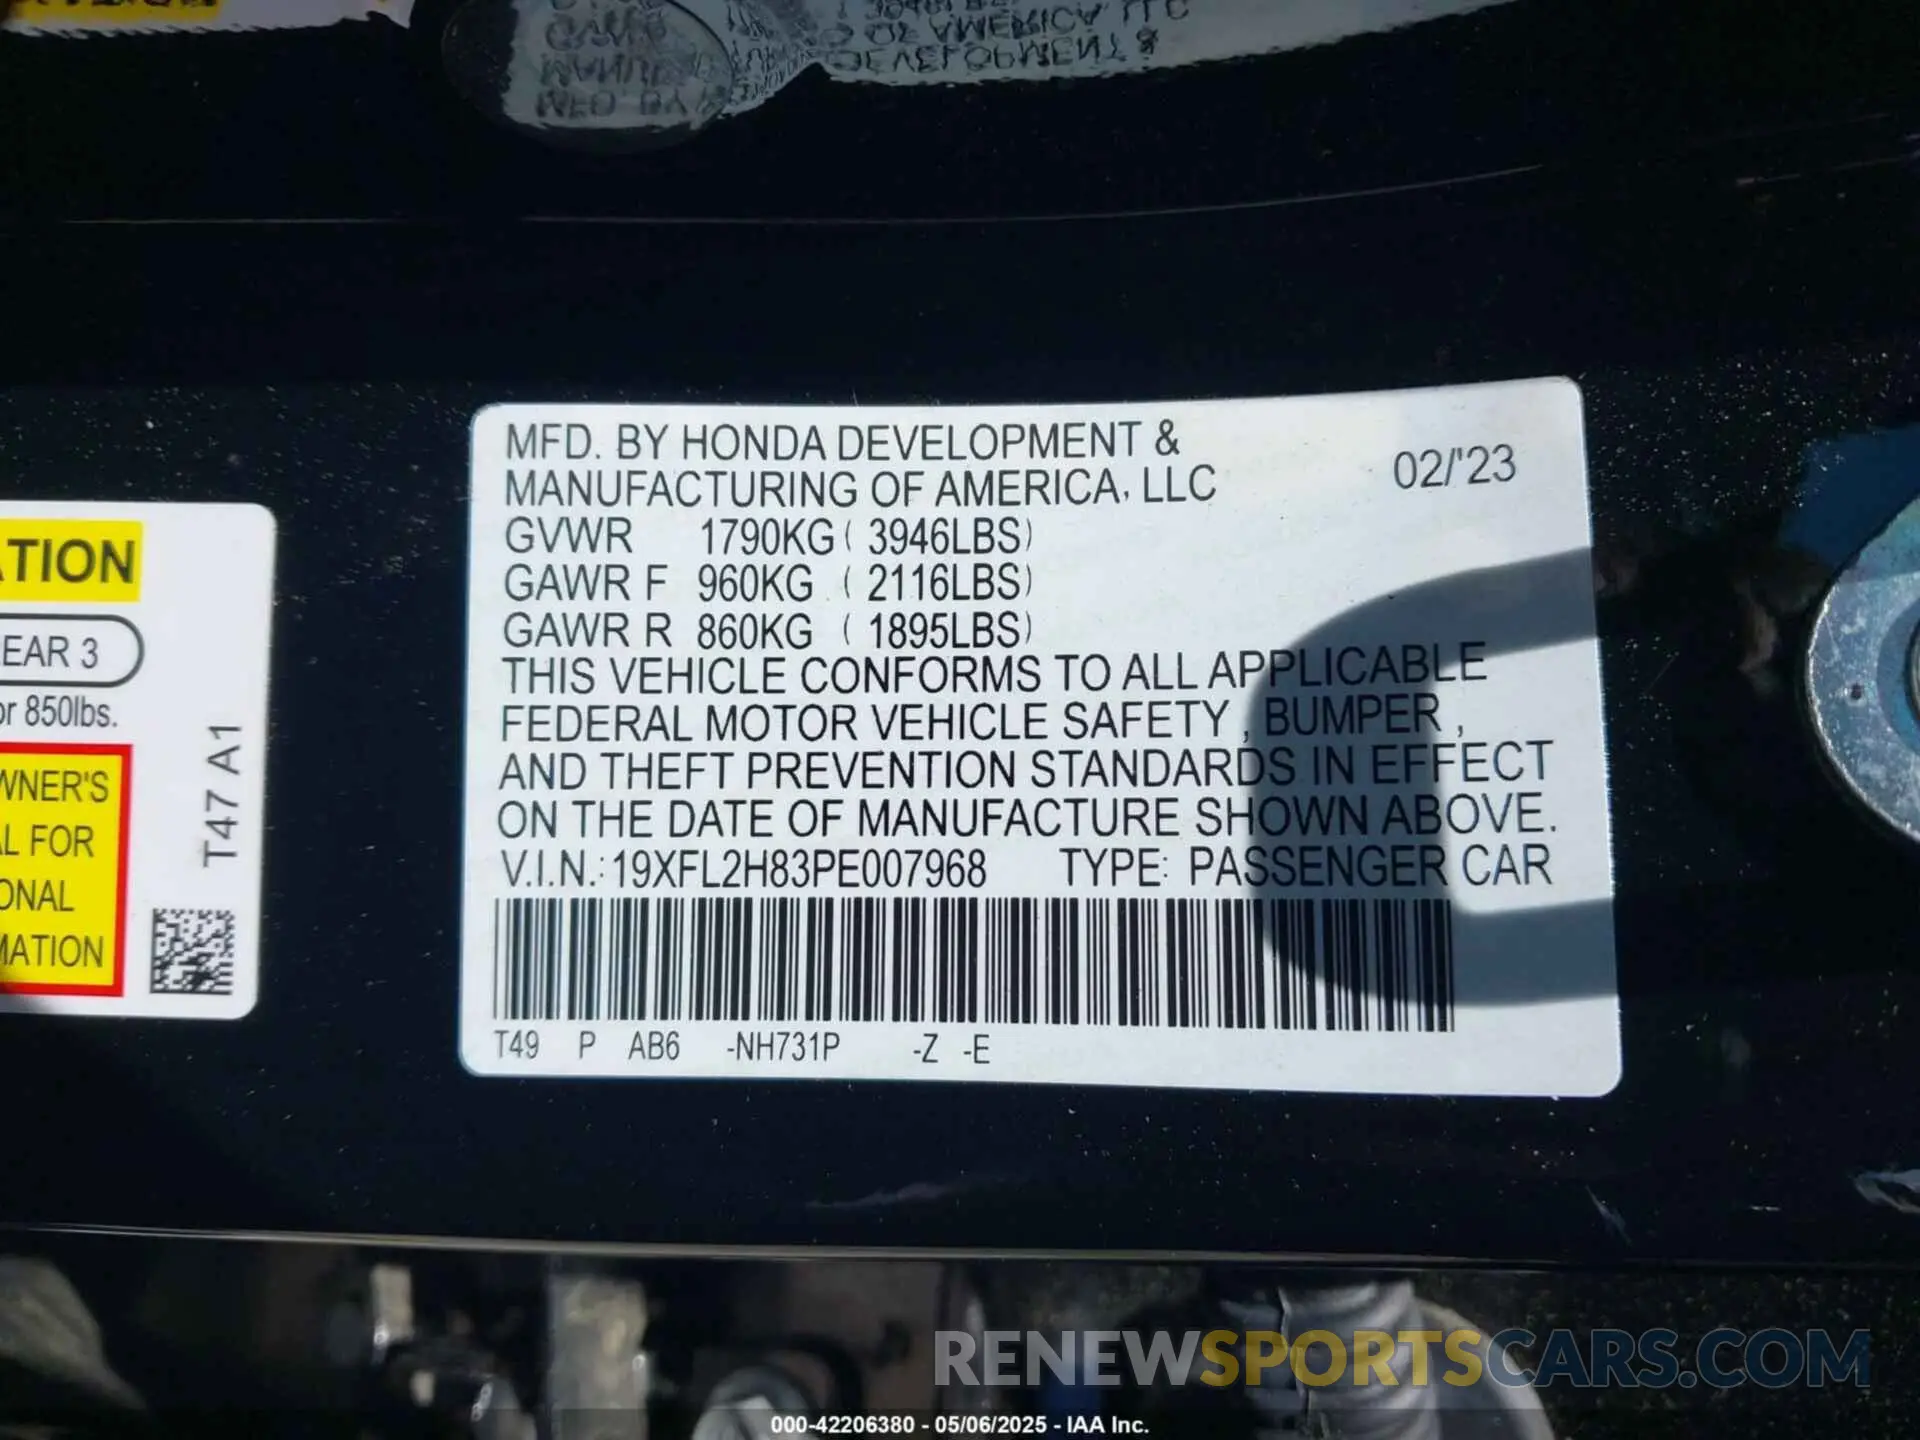 MFD. BY HONDA DEVELOPMENT &
MANUFACTURING OF AMERICA, LLC
02/'23
GVWR 1790KG ( 3946LBS)
GAWR F 960KG ( 2116LBS)
GAWR R 860KG ( 1895LBS)
THIS VEHICLE CONFORMS TO ALL APPLICABLE
FEDERAL MOTOR VEHICLE SAFETY , BUMPER ,
AND THEFT PREVENTION STANDARDS IN EFFECT
ON THE DATE OF MANUFACTURE SHOWN ABOVE.
V.I.N.: 19XFL2H83PE007968 TYPE: PASSENGER CAR
T49 P AB6 -NH731P -Z -E
ATION
EAR 3
or 850lbs.
WNER'S
AL FOR
ONAL
MATION
T47 A1
RENEWSPORTSCARS.COM
000-42206380 - 05/06/2025 - IAA Inc.